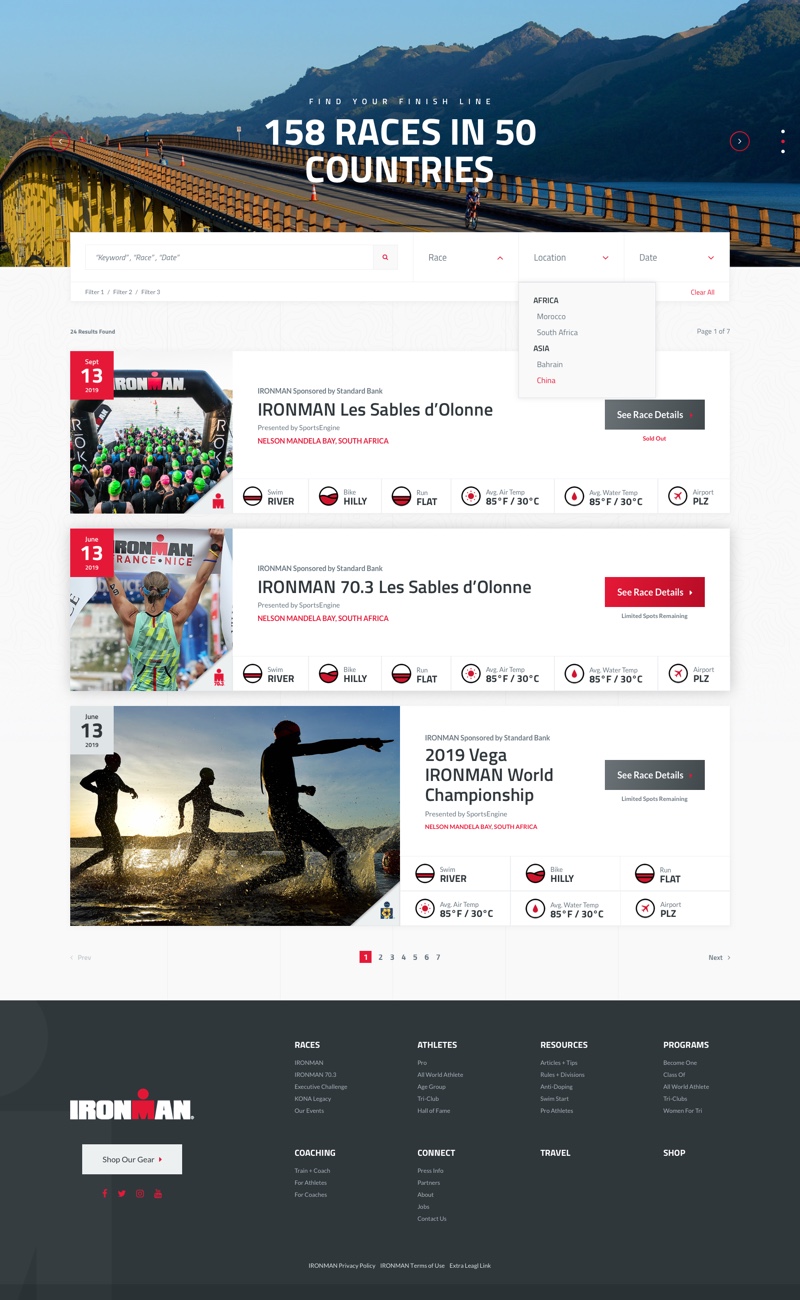 FIND YOUR FINISH LINE
158 RACES IN 50
COUNTRIES
"Keyword", "Race", "Date"
Race
Location
Date
Filter 1 / Filter 2 / Filter 3
Clear All
AFRICA
Morocco
South Africa
ASIA
Bahrain
China
24 Results Found
Page 1 of 7
Sept
13
2019
IRONMAN
IRONMAN Sponsored by Standard Bank
IRONMAN Les Sables d'Olonne
Presented by SportsEngine
NELSON MANDELA BAY, SOUTH AFRICA
See Race Details
Sold Out
Swim
RIVER
Bike
HILLY
Run
FLAT
Avg. Air Temp
85°F / 30°C
Avg. Water Temp
85°F / 30°C
Airport
PLZ
June
13
2019
IRONMAN
FRANCE•NICE
70.3
IRONMAN Sponsored by Standard Bank
IRONMAN 70.3 Les Sables d'Olonne
Presented by SportsEngine
NELSON MANDELA BAY, SOUTH AFRICA
See Race Details
Limited Spots Remaining
Swim
RIVER
Bike
HILLY
Run
FLAT
Avg. Air Temp
85°F / 30°C
Avg. Water Temp
85°F / 30°C
Airport
PLZ
June
13
2019
IRONMAN Sponsored by Standard Bank
2019 Vega
IRONMAN World
Championship
Presented by SportsEngine
NELSON MANDELA BAY, SOUTH AFRICA
See Race Details
Limited Spots Remaining
Swim
RIVER
Bike
HILLY
Run
FLAT
Avg. Air Temp
85°F / 30°C
Avg. Water Temp
85°F / 30°C
Airport
PLZ
Prev
1 2 3 4 5 6 7
Next
IRONMAN
Shop Our Gear
RACES
IRONMAN
IRONMAN 70.3
Executive Challenge
KONA Legacy
Our Events
ATHLETES
Pro
All World Athlete
Age Group
Tri-Club
Hall of Fame
RESOURCES
Articles + Tips
Rules + Divisions
Anti-Doping
Swim Start
Pro Athletes
PROGRAMS
Become One
Class Of
All World Athlete
Tri-Clubs
Women For Tri
COACHING
Train + Coach
For Athletes
For Coaches
CONNECT
Press Info
Partners
About
Jobs
Contact Us
TRAVEL
SHOP
IRONMAN Privacy Policy IRONMAN Terms of Use Extra Leagl Link